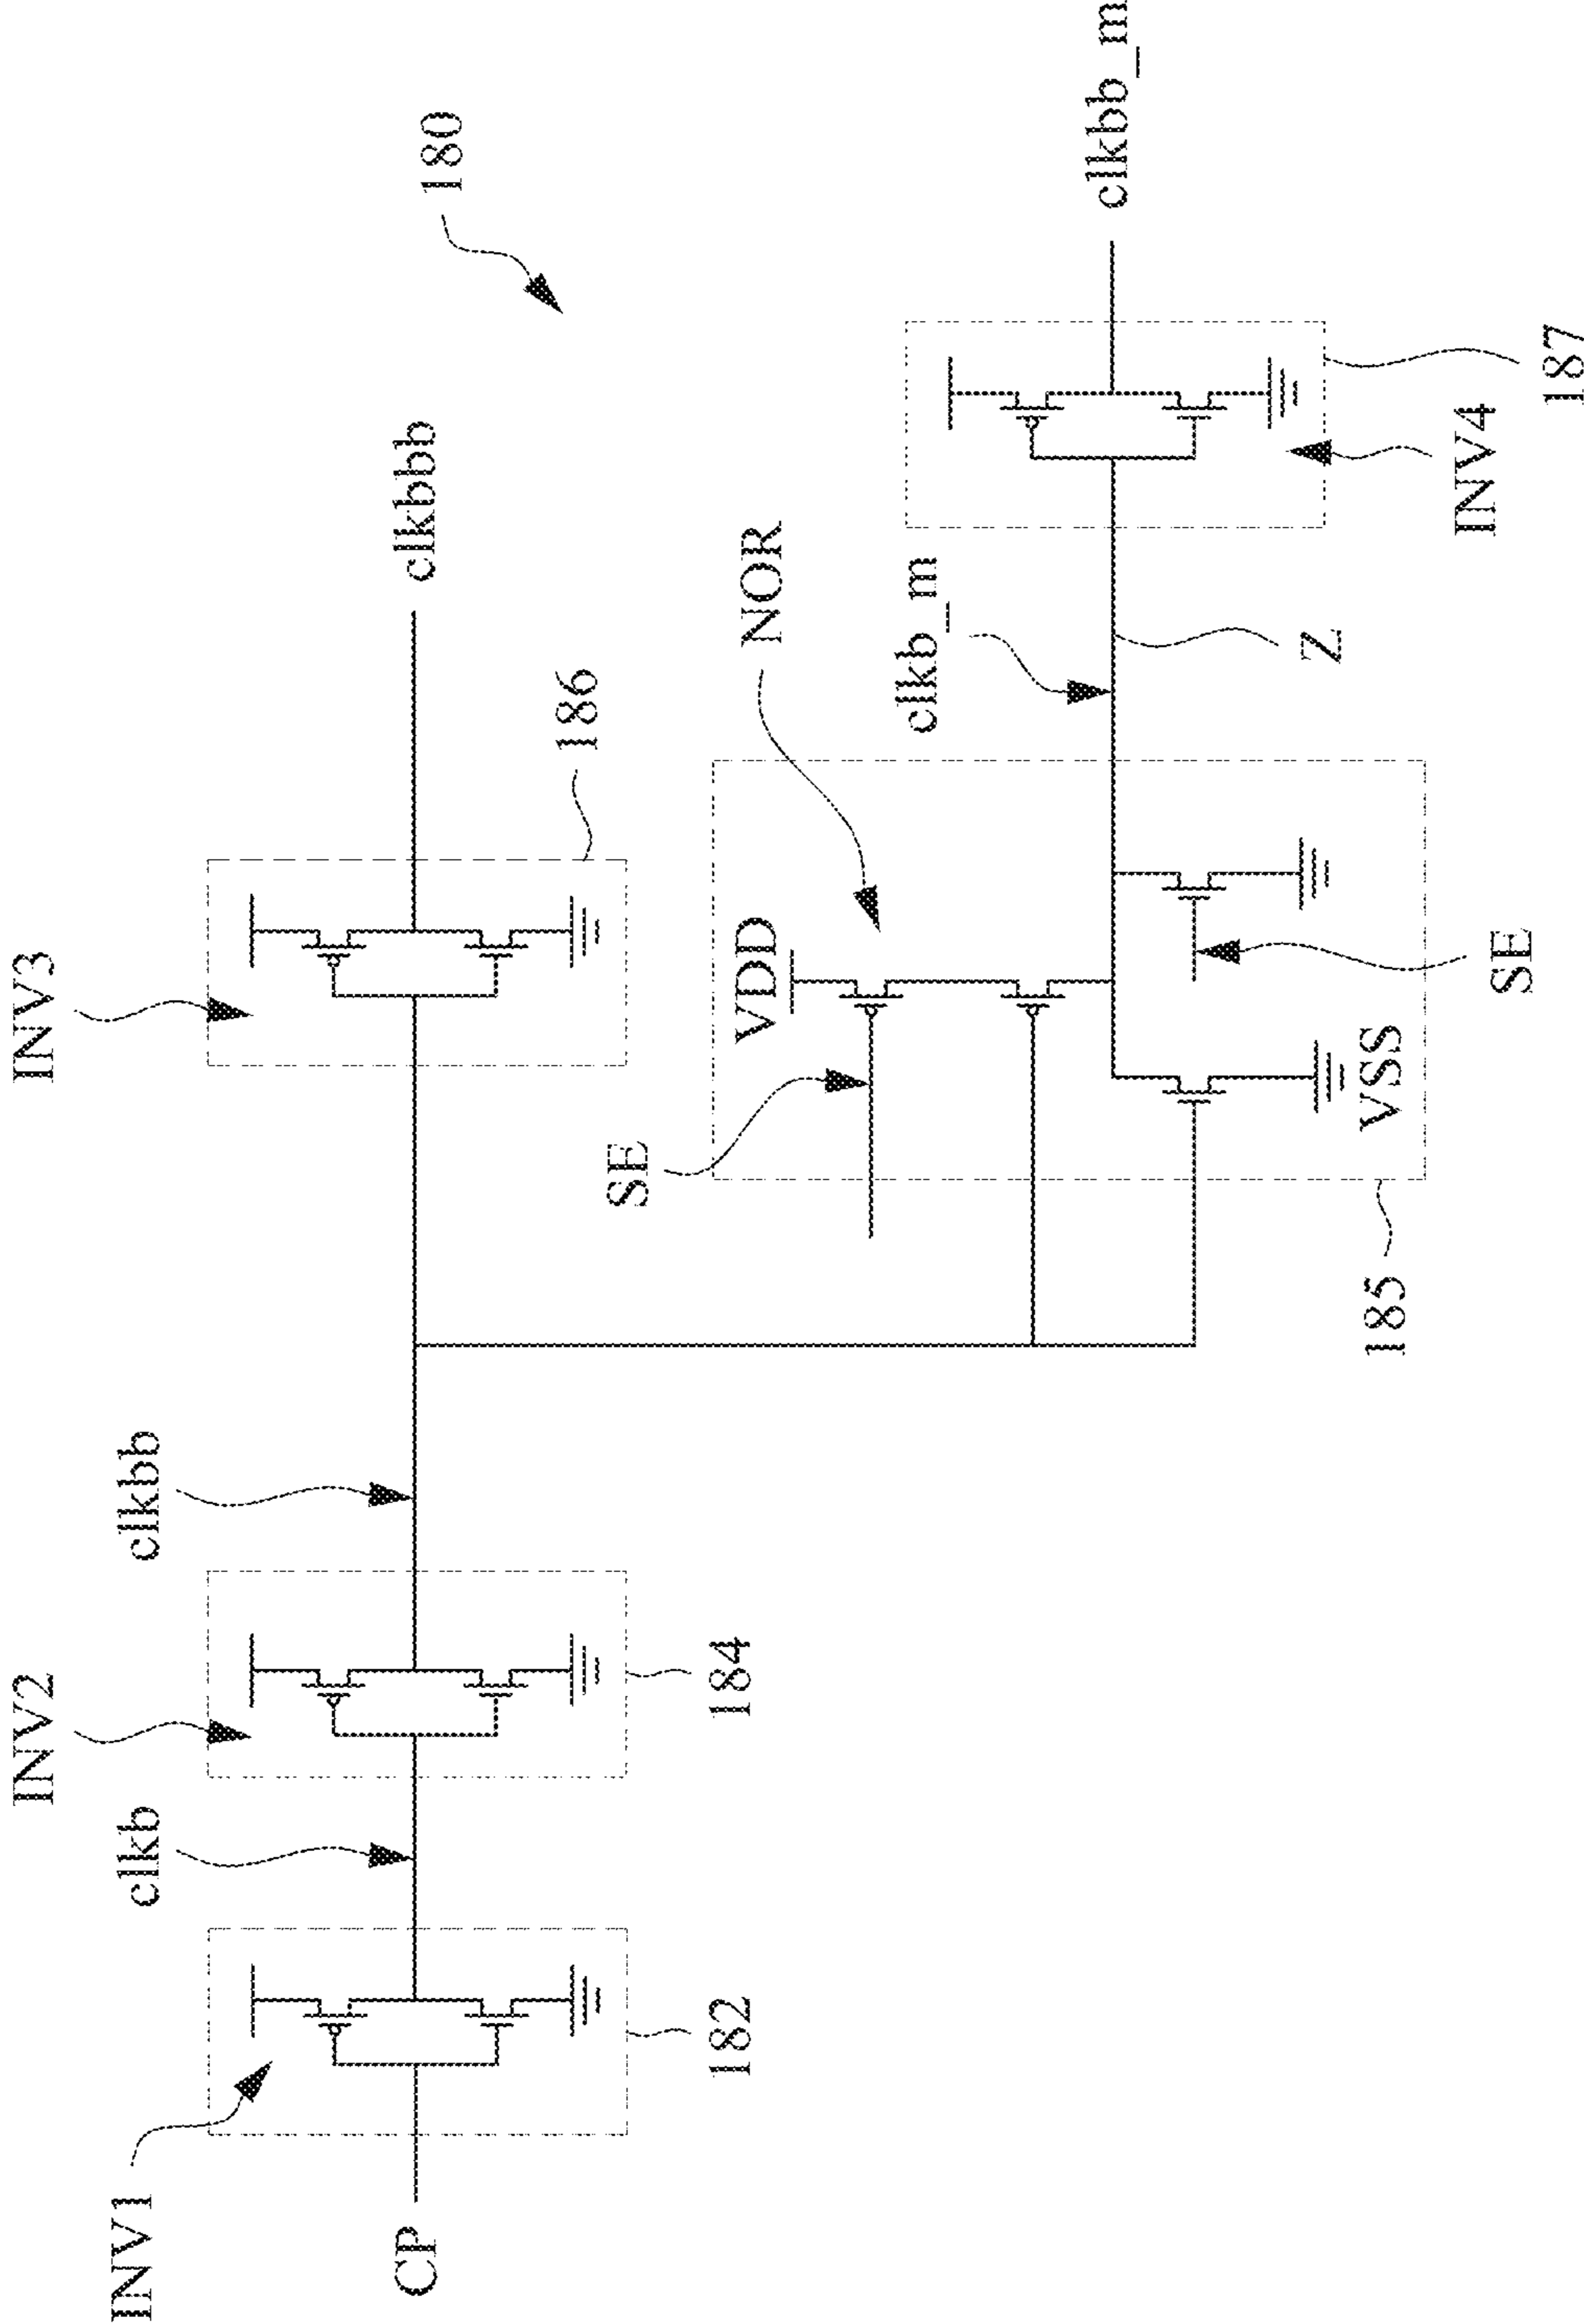 INV1
CP
182
clkb
INV2
184
clkbb
INV3
186
clkbbb
180
185
SE
VDD
VSS
NOR
SE
clkb_m
Z
INV4
187
clkbb_m